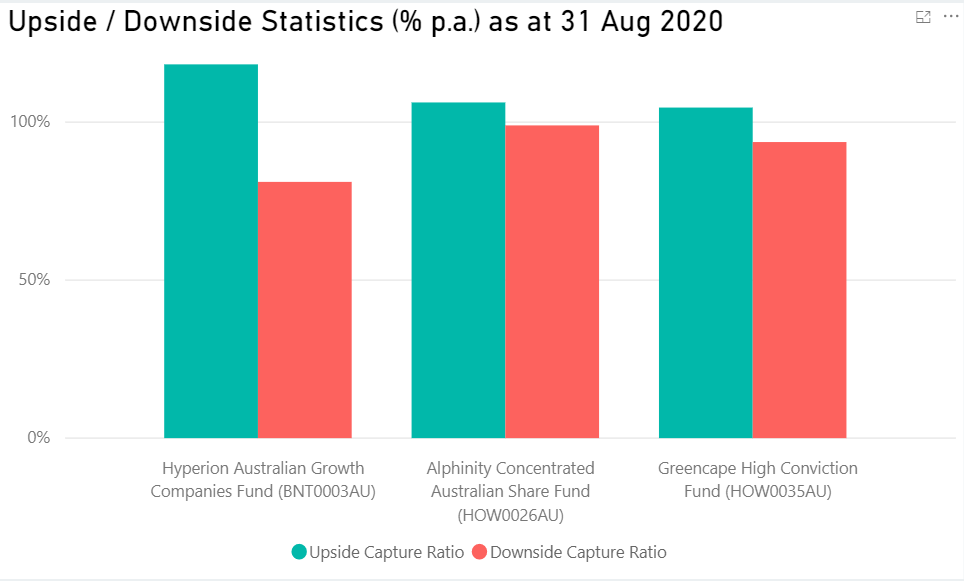 Upside / Downside Statistics (% p.a.) as at 31 Aug 2020
100%
50%
0%
Hyperion Australian Growth
Companies Fund (BNT0003AU)
Alphinity Concentrated
Australian Share Fund
(HOW0026AU)
Greencape High Conviction
Fund (HOW0035AU)
Upside Capture Ratio Downside Capture Ratio